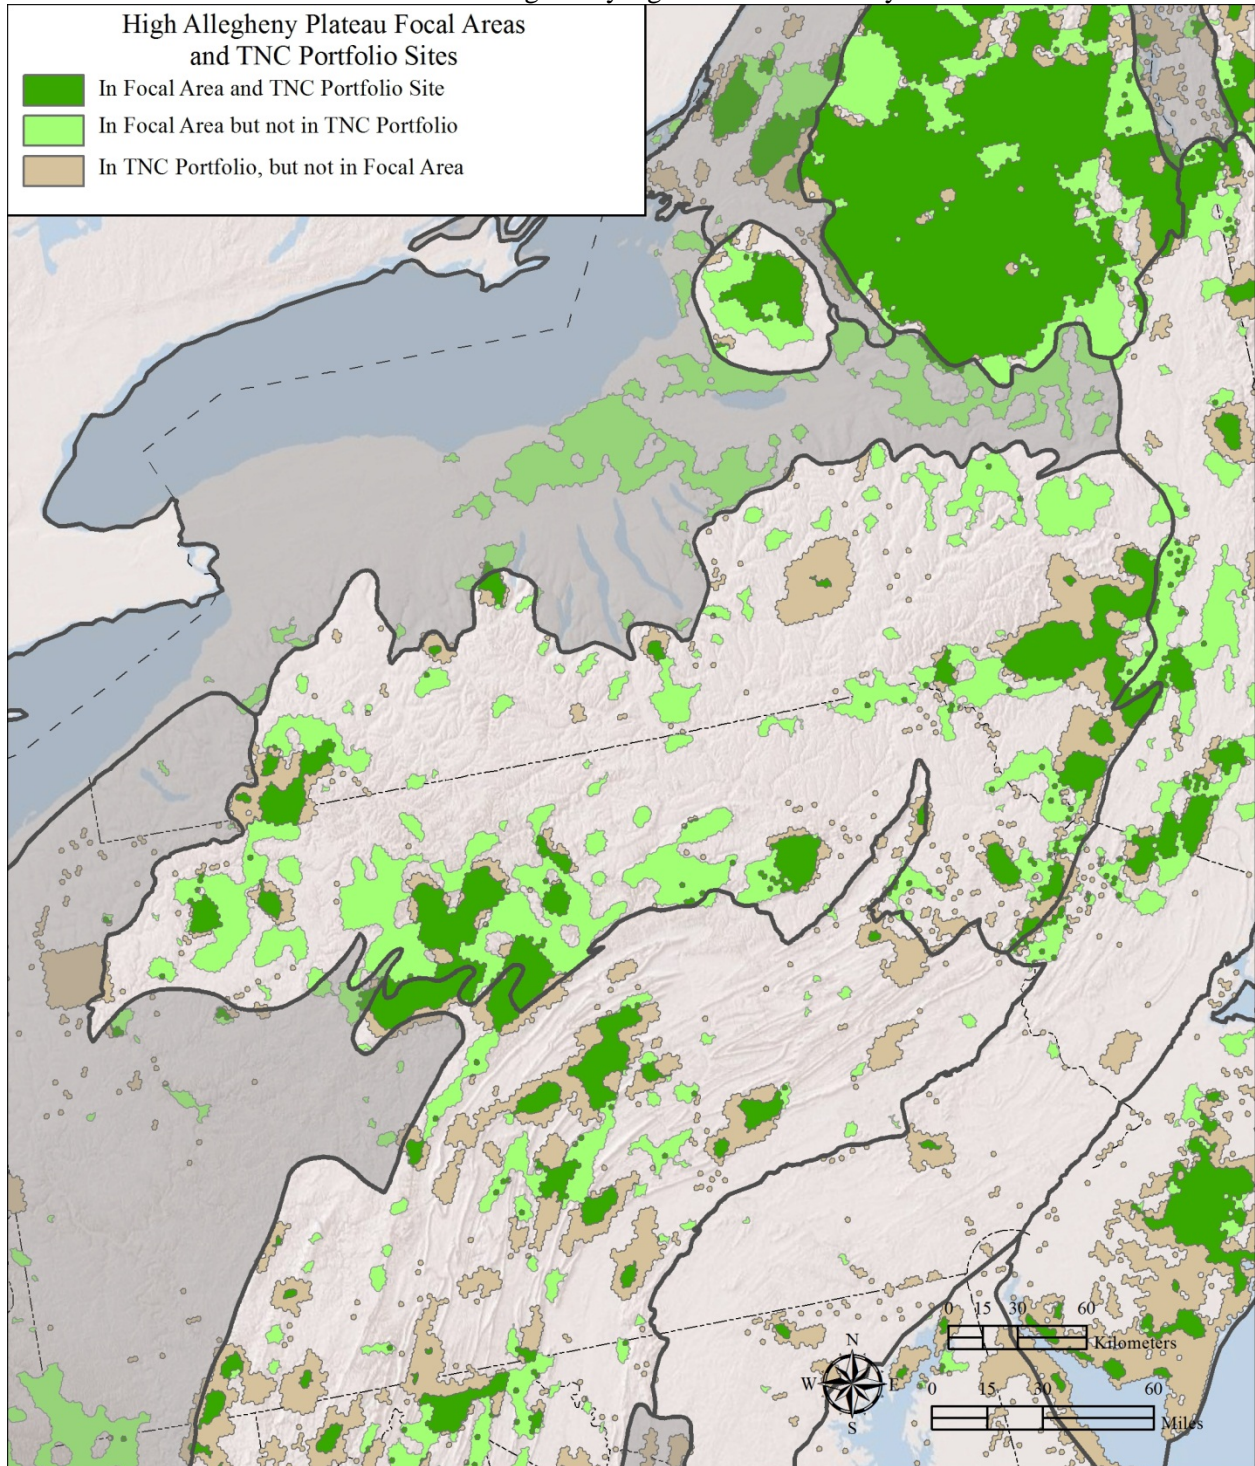 High Allegheny Plateau Focal Areas
and TNC Portfolio Sites
In Focal Area and TNC Portfolio Site
In Focal Area but not in TNC Portfolio
In TNC Portfolio, but not in Focal Area
N
W E
S
0 15 30 60
Kilometers
0 15 30 60
Miles